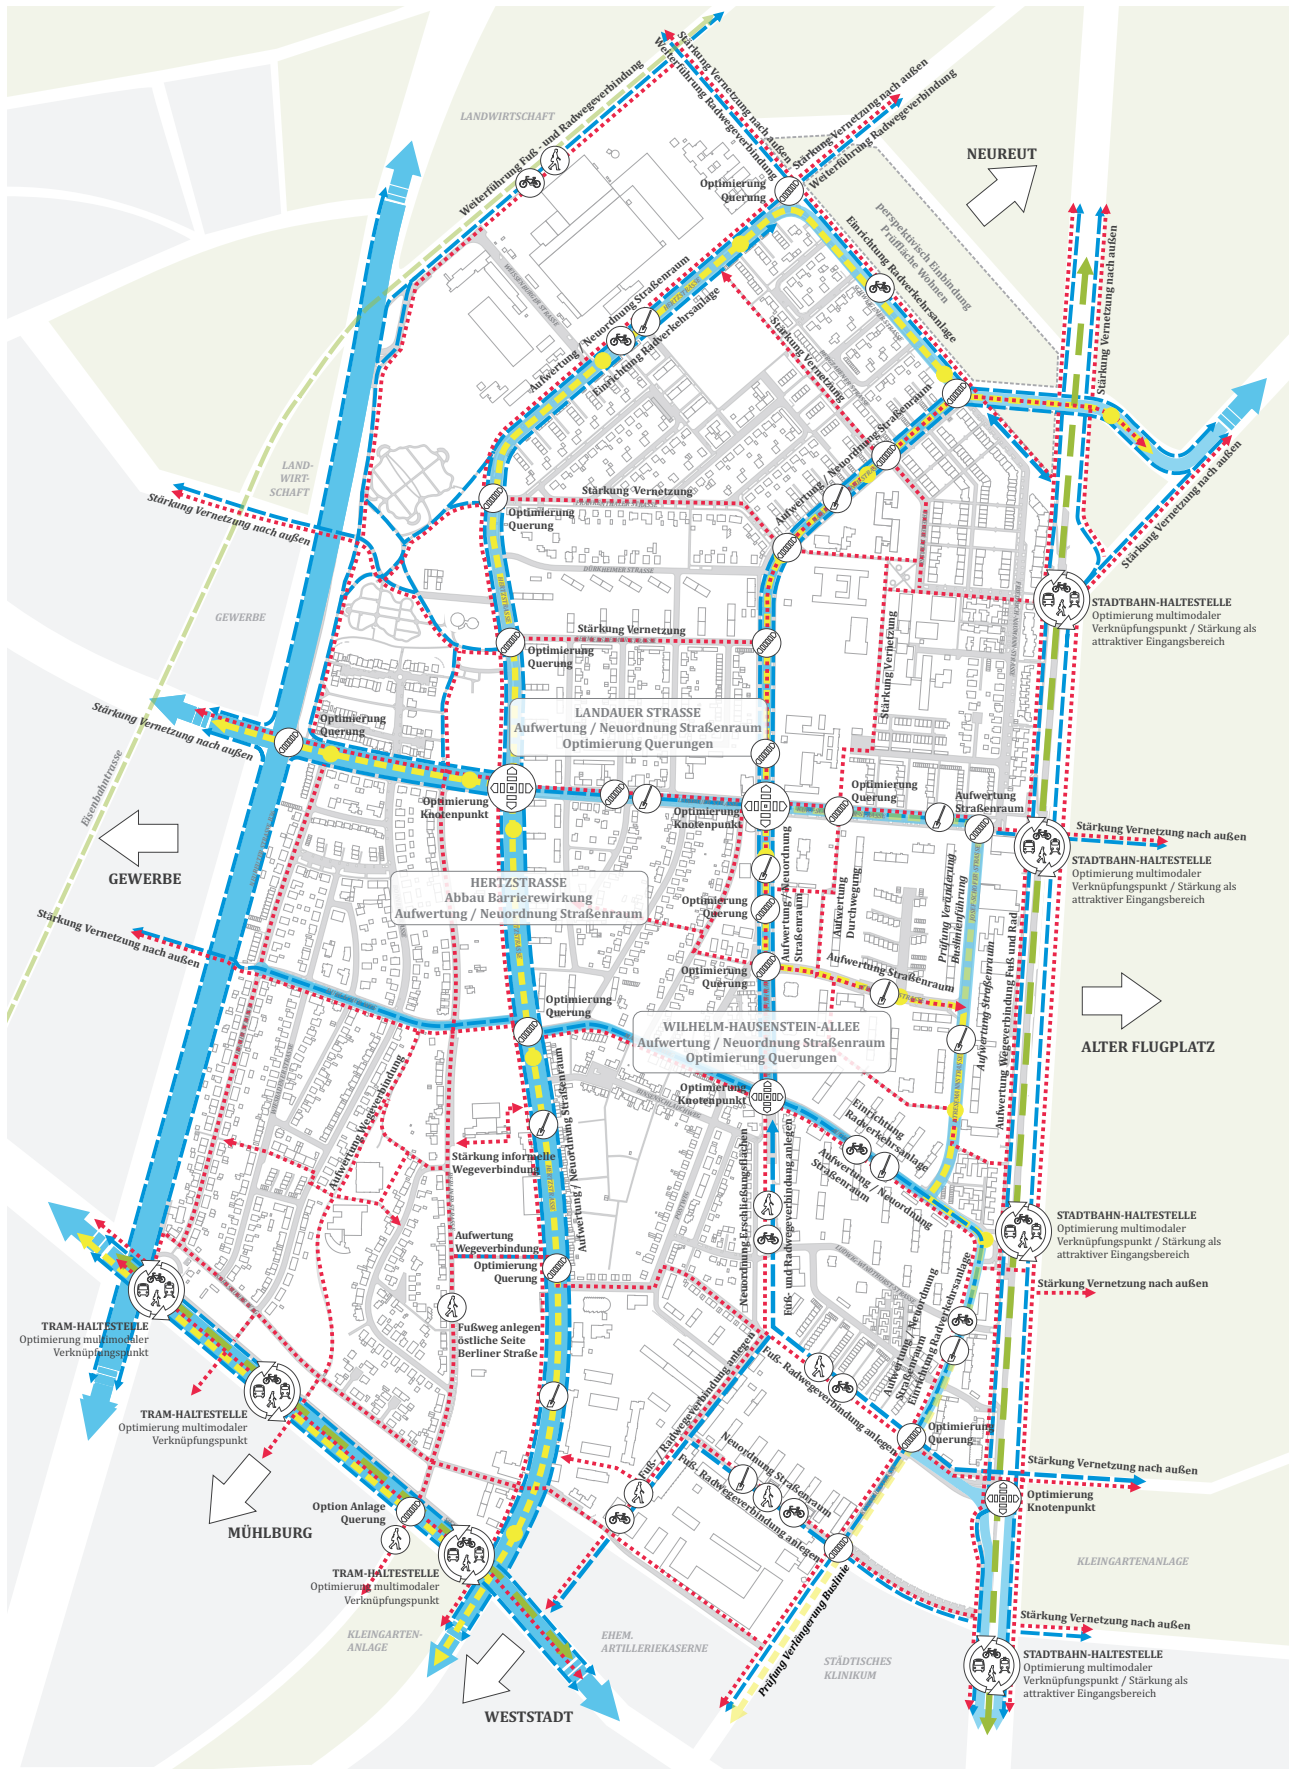 Stärkung Vernetzung nach außen
Weiterführung Radwegeverbindung
Weiterführung Fuß- und Radwegeverbindung
LANDWIRTSCHAFT
Stärkung Vernetzung nach außen
Weiterführung Radwegeverbindung
NEUREUT
Optimierung
Querung
perspektivisch Einbindung
Prüffläche Wohnen
Einrichtung Radverkehrsanlage
Stärkung Vernetzung nach außen
Aufwertung / Neuordnung Straßenraum
Einrichtung Radverkehrsanlage
HERTZSTRASSE
Stärkung Vernetzung
Aufwertung / Neuordnung Straßenraum
LAND-
WIRT-
SCHAFT
Stärkung Vernetzung nach außen
Stärkung Vernetzung
Optimierung
Querung
Stärkung Vernetzung nach außen
DÜRKHEIMER STRASSE
GEWERBE
STADTBAHN-HALTESTELLE
Optimierung multimodaler
Verknüpfungspunkt / Stärkung als
attraktiver Eingangsbereich
Stärkung Vernetzung
Optimierung
Querung
Stärkung Vernetzung
Stärkung Vernetzung nach außen
Optimierung
Querung
LANDAUER STRASSE
Aufwertung / Neuordnung Straßenraum
Optimierung Querungen
Eisenbahntrasse
Optimierung
Knotenpunkt
Optimierung
Knotenpunkt
Optimierung
Querung
Aufwertung
Straßenraum
Stärkung Vernetzung nach außen
STADTBAHN-HALTESTELLE
Optimierung multimodaler
Verknüpfungspunkt / Stärkung als
attraktiver Eingangsbereich
GEWERBE
HERTZSTRASSE
Abbau Barrierewirkung
Aufwertung / Neuordnung Straßenraum
Optimierung
Querung
Aufwertung / Neuordnung
Straßenraum
Aufwertung
Durchwegung
Prüfung Veränderung
Buslinienführung
Stärkung Vernetzung nach außen
Optimierung
Querung
Aufwertung Straßenraum
Aufwertung Straßenraum
Aufwertung Wegeverbindung Fuß und Rad
Optimierung
Querung
WILHELM-HAUSENSTEIN-ALLEE
Aufwertung / Neuordnung Straßenraum
Optimierung Querungen
ALTER FLUGPLATZ
Optimierung
Knotenpunkt
Aufwertung Wegeverbindung
Aufwertung / Neuordnung Straßenraum
Einrichtung
Radverkehrsanlage
Aufwertung / Neuordnung
Straßenraum
Stärkung informelle
Wegeverbindung
Neuordnung Erschließungsflächen
Fuß- und Radwegeverbindung anlegen
Aufwertung
Wegeverbindung
Optimierung
Querung
STADTBAHN-HALTESTELLE
Optimierung multimodaler
Verknüpfungspunkt / Stärkung als
attraktiver Eingangsbereich
Stärkung Vernetzung nach außen
Aufwertung / Neuordnung
Straßenraum
Einrichtung Radverkehrsanlage
TRAM-HALTESTELLE
Optimierung multimodaler
Verknüpfungspunkt
Fußweg anlegen
östliche Seite
Berliner Straße
Fuß- / Radwegeverbindung anlegen
Fuß- Radwegeverbindung anlegen
TRAM-HALTESTELLE
Optimierung multimodaler
Verknüpfungspunkt
Optimierung
Querung
Neuordnung Straßenraum
Fuß- Radwegeverbindung anlegen
Stärkung Vernetzung nach außen
Optimierung
Knotenpunkt
Option Anlage
Querung
MÜHLBURG
TRAM-HALTESTELLE
Optimierung multimodaler
Verknüpfungspunkt
KLEINGARTENANLAGE
Prüfung Verlängerung Buslinie
Stärkung Vernetzung nach außen
KLEINGARTEN-
ANLAGE
EHEM.
ARTILLERIEKASERNE
STÄDTISCHES
KLINIKUM
STADTBAHN-HALTESTELLE
Optimierung multimodaler
Verknüpfungspunkt / Stärkung als
attraktiver Eingangsbereich
WESTSTADT